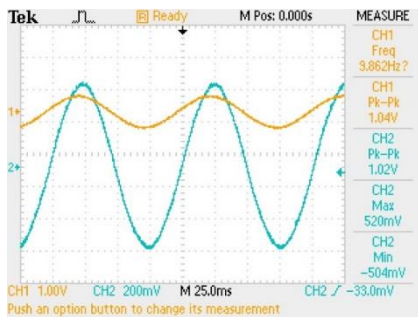 Tek R Ready M Pos: 0.000s MEASURE
CH1
Freq
9.862Hz?
CH1
Pk-Pk
1.04V
CH2
Pk-Pk
1.02V
CH2
Max
520mV
CH2
Min
-504mV
1
2
CH1 1.00V CH2 200mV M 25.0ms CH2 / -33.0mV
Push an option button to change its measurement